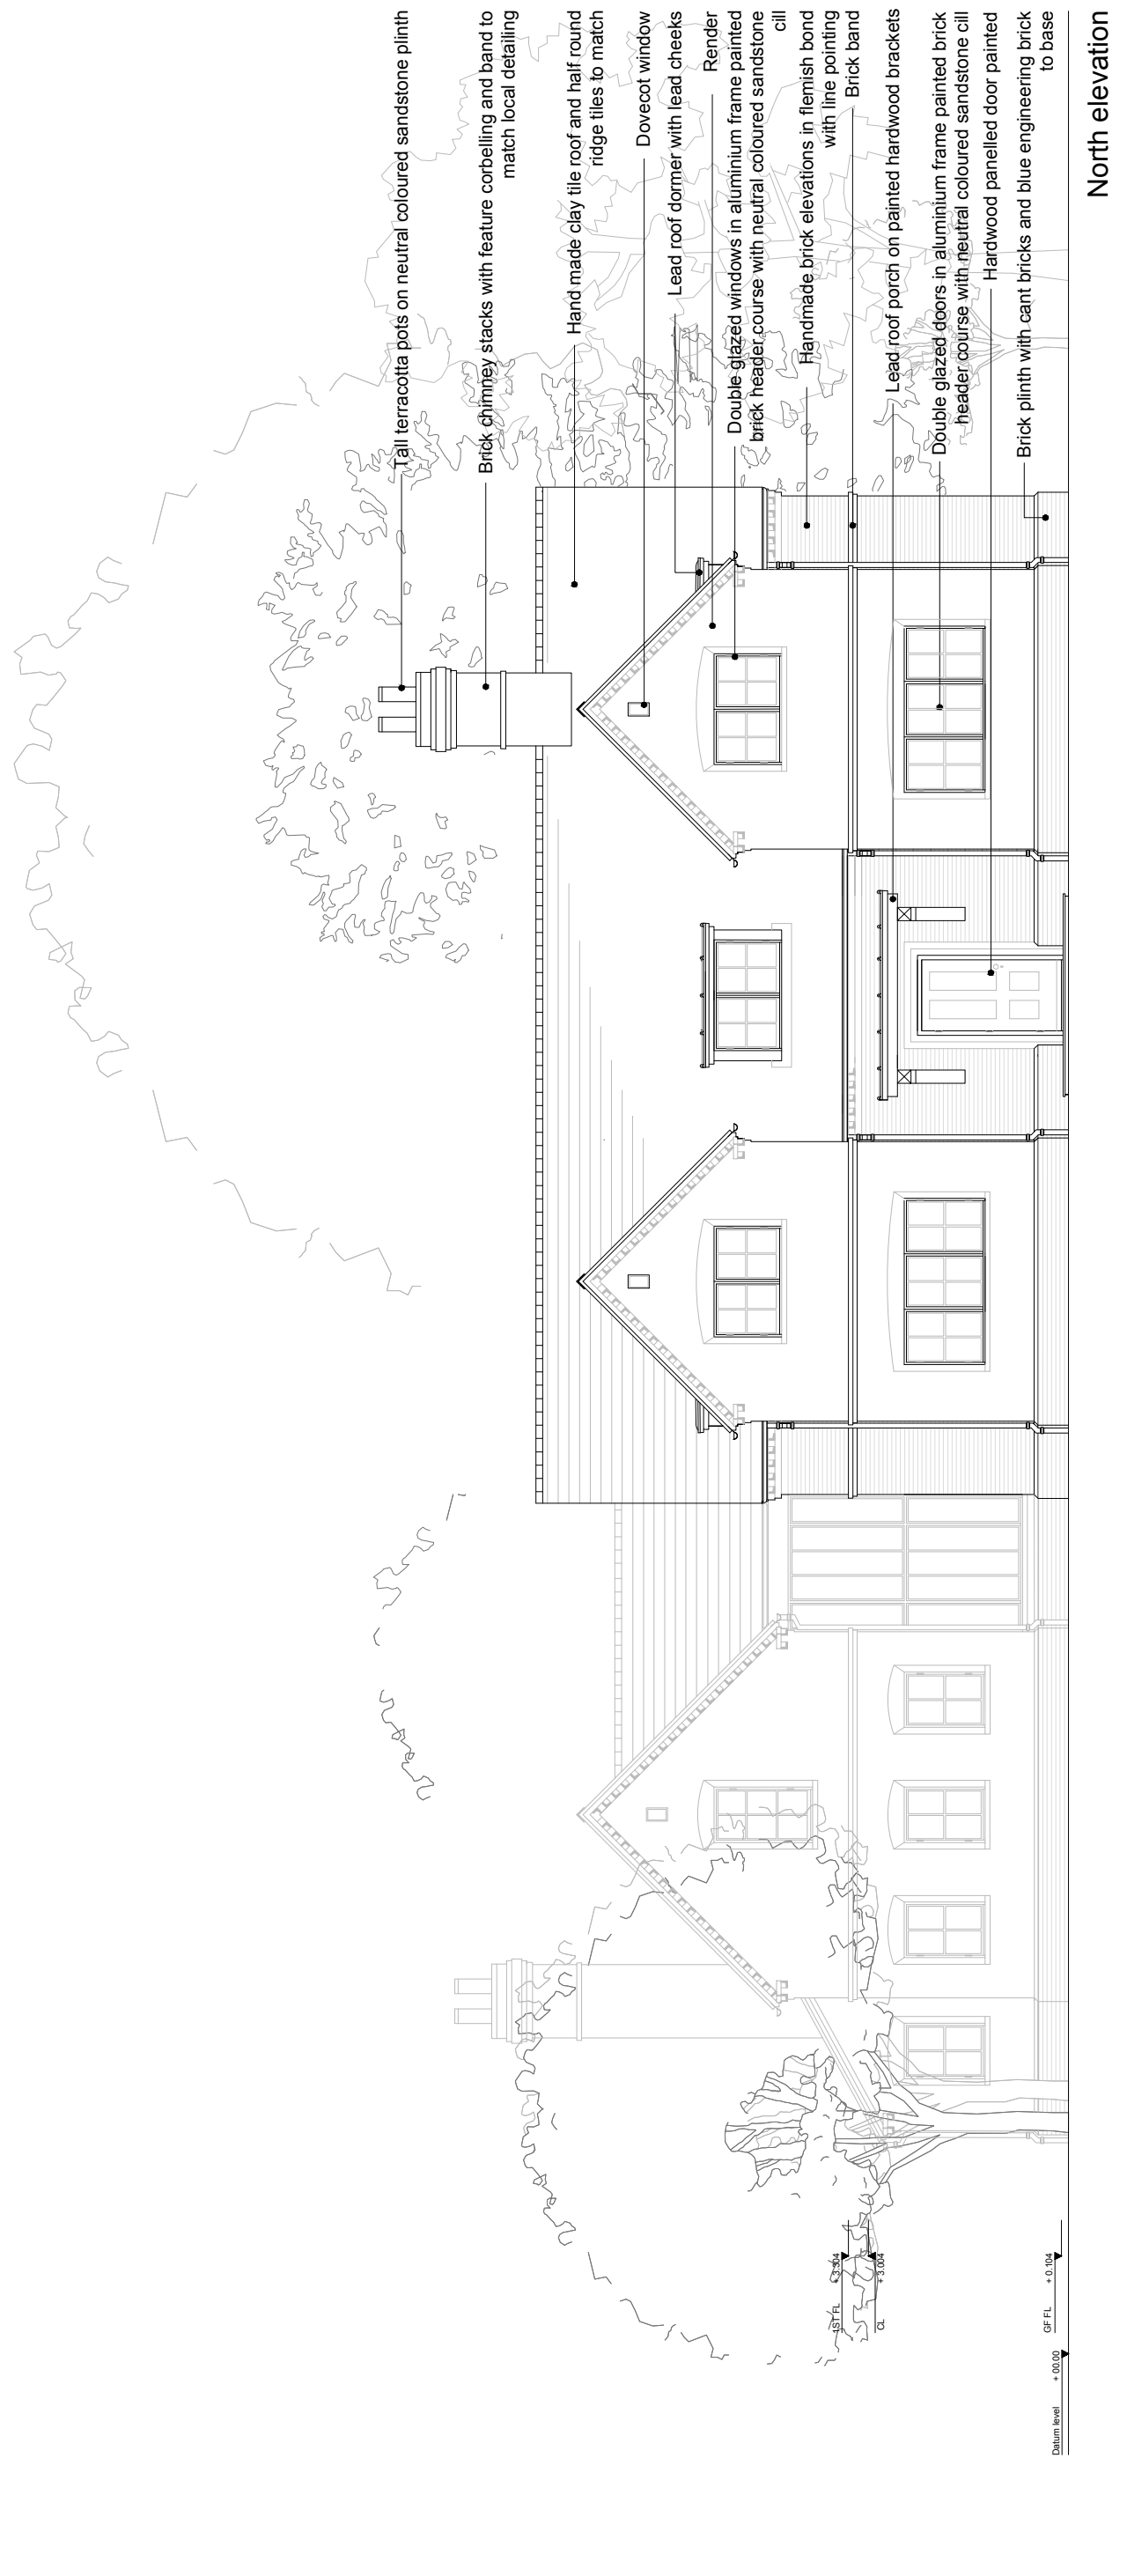 Tall terracotta pots on neutral coloured sandstone plinth
Brick chimney stacks with feature corbelling and band to
match local detailing
Hand made clay tile roof and half round
ridge tiles to match
Dovecot window
Lead roof dormer with lead cheeks
Render
Double glazed windows in aluminium frame painted
brick header course with neutral coloured sandstone
cill
Handmade brick elevations in flemish bond
with line pointing
Brick band
Lead roof porch on painted hardwood brackets
Double glazed doors in aluminium frame painted brick
header course with neutral coloured sandstone cill
Hardwood panelled door painted
Brick plinth with cant bricks and blue engineering brick
to base
1ST FL + 3.304
CL + 3.004
GF FL + 0.104
Datum level + 00.00
North elevation